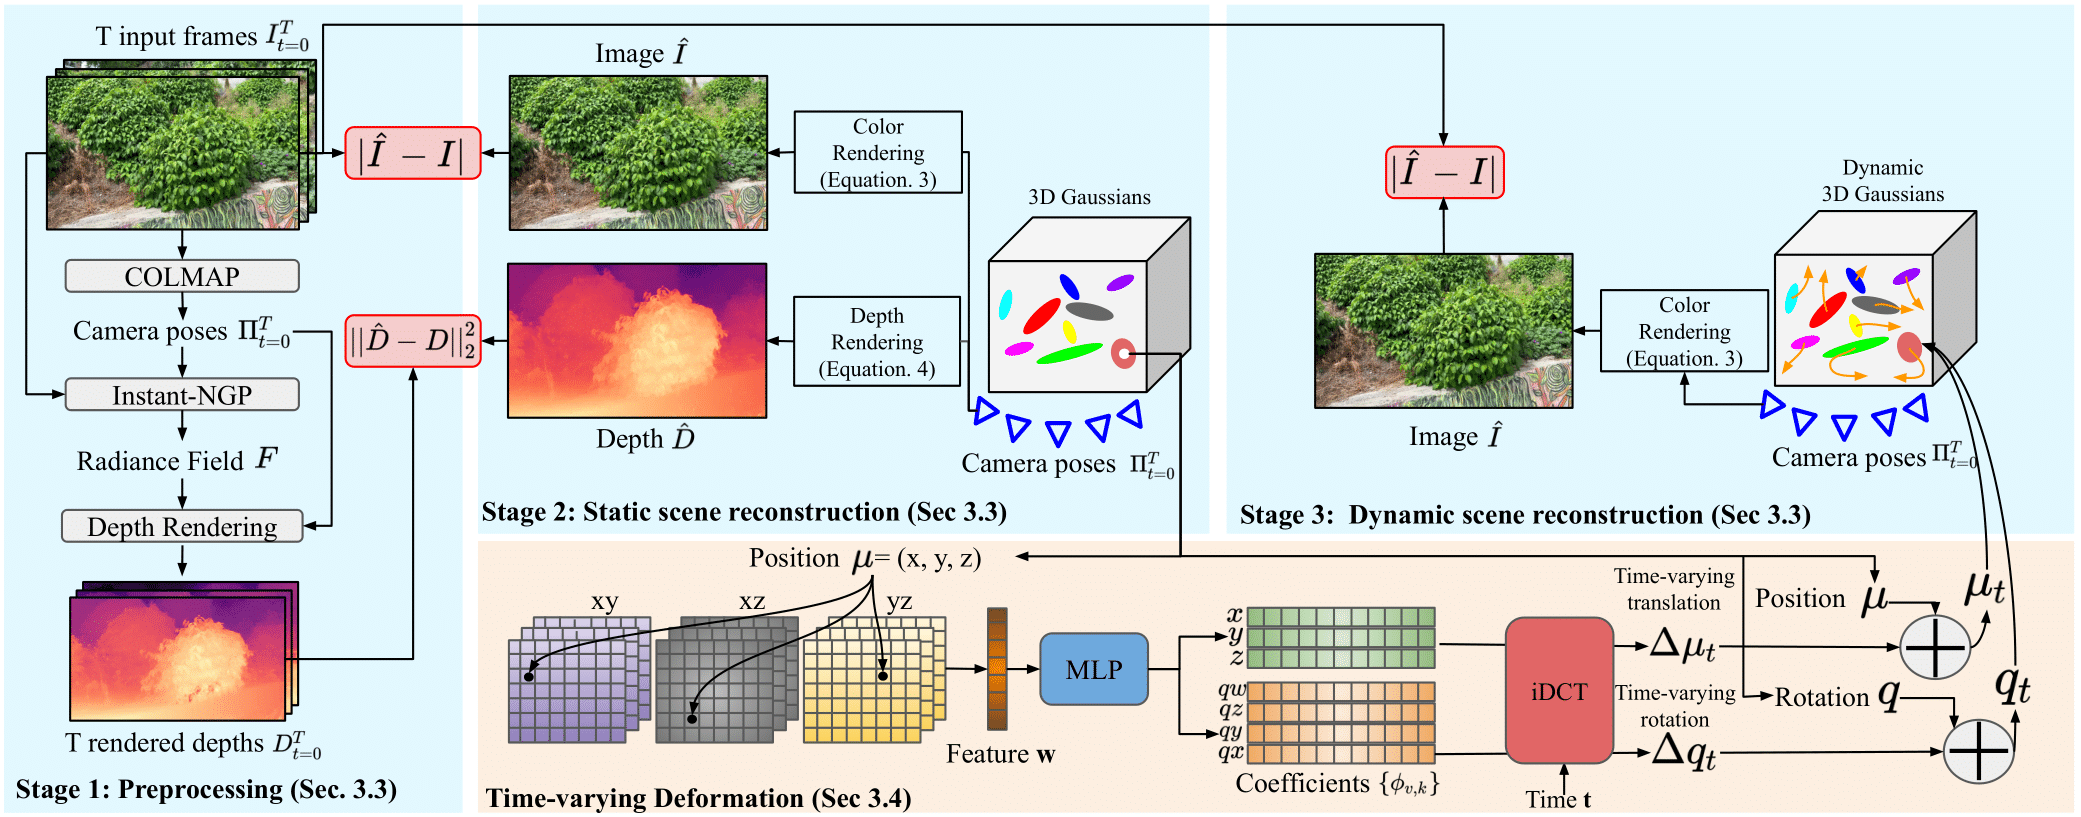 T input frames $I_{t=0}^{T}$
COLMAP
Camera poses $\Pi_{t=0}^{T}$
Instant-NGP
Radiance Field $F$
Depth Rendering
T rendered depths $D_{t=0}^{T}$
Stage 1: Preprocessing (Sec. 3.3)
$|\hat{I} - I|$
$||\hat{D} - D||_2^2$
Image $\hat{I}$
Depth $\hat{D}$
Color
Rendering
(Equation. 3)
Depth
Rendering
(Equation. 4)
3D Gaussians
Camera poses $\Pi_{t=0}^{T}$
Stage 2: Static scene reconstruction (Sec 3.3)
$|\hat{I} - I|$
Image $\hat{I}$
Color
Rendering
(Equation. 3)
Dynamic
3D Gaussians
Camera poses $\Pi_{t=0}^{T}$
Stage 3: Dynamic scene reconstruction (Sec 3.3)
Position $\mu$= (x, y, z)
xy
xz
yz
Feature w
MLP
x
y
z
qw
qz
qy
qx
Coefficients $\{\phi_{v,k}\}$
iDCT
Time t
Time-varying
translation
$\Delta\mu_t$
Time-varying
rotation
$\Delta q_t$
Position $\mu$
Rotation $q$
$\mu_t$
$q_t$
Time-varying Deformation (Sec 3.4)